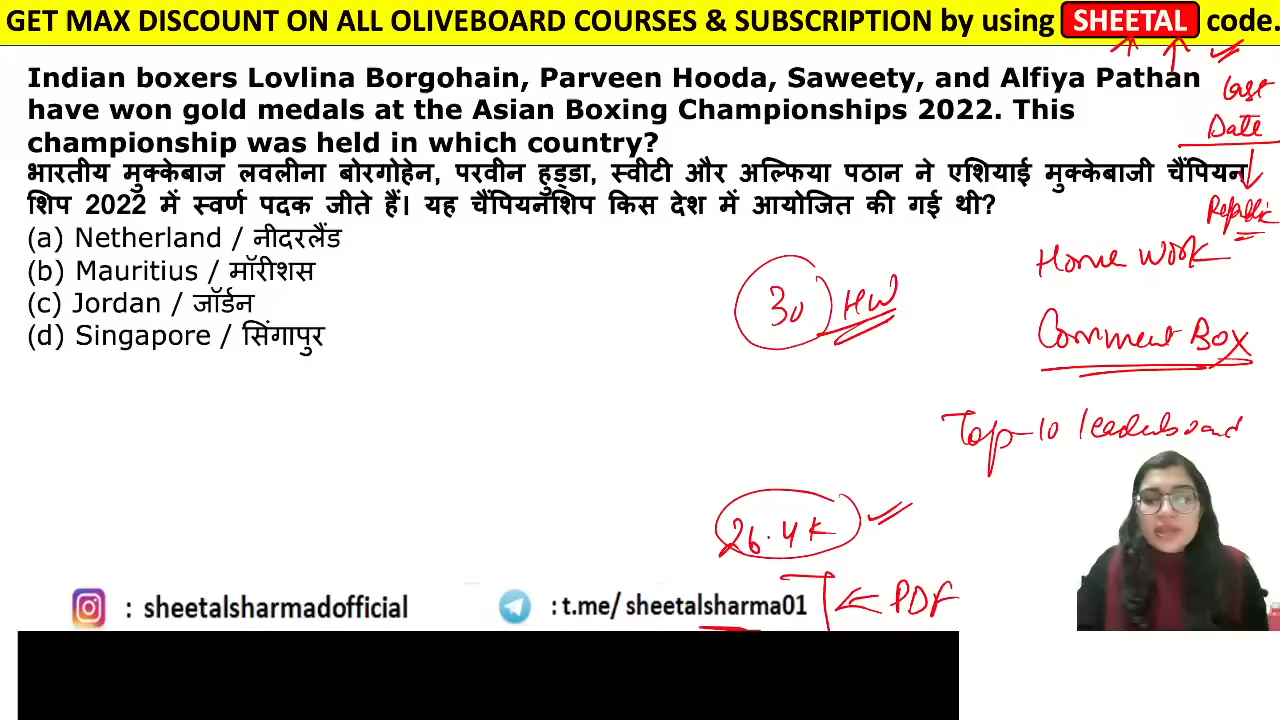 GET MAX DISCOUNT ON ALL OLIVEBOARD COURSES & SUBSCRIPTION by using SHEETAL code.
Indian boxers Lovlina Borgohain, Parveen Hooda, Saweety, and Alfiya Pathan
have won gold medals at the Asian Boxing Championships 2022. This
championship was held in which country?
भारतीय मुक्केबाज लवलीना बोरगोहेन, परवीन हुड्डा, स्वीटी और अल्फिया पठान ने एशियाई मुक्केबाजी चैंपियन
शिप 2022 में स्वर्ण पदक जीते हैं। यह चैंपियनशिप किस देश में आयोजित की गई थी?
(a) Netherland / नीदरलैंड
(b) Mauritius / मॉरीशस
(c) Jordan / जॉर्डन
(d) Singapore / सिंगापुर
Last
Date
Republic
Home Work
30 HW
Comment Box
Top-10 leaderboard
26.4K
PDF
: sheetalsharmadofficial
: t.me/ sheetalsharma01